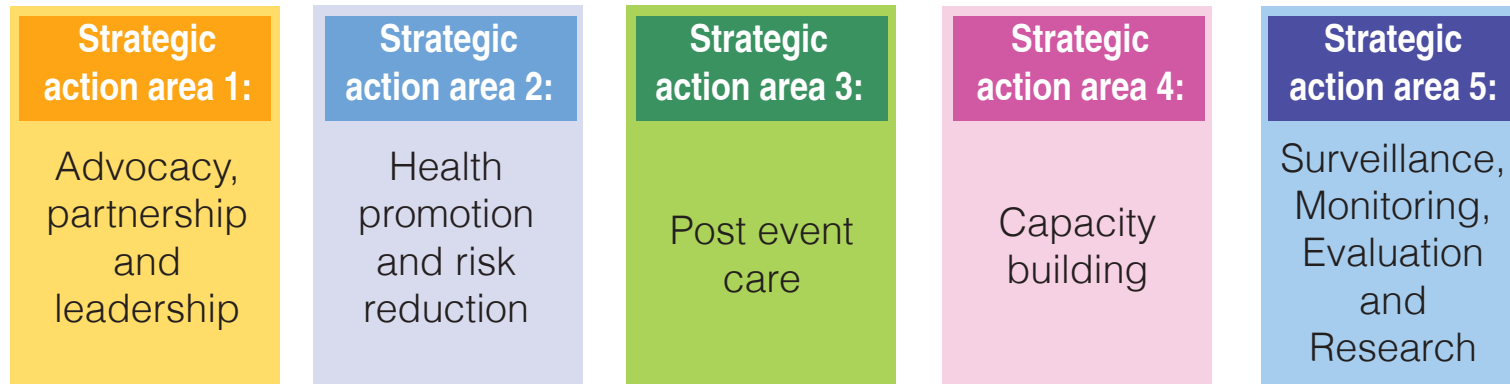 Strategic
action area 1:
Advocacy,
partnership
and
leadership
Strategic
action area 2:
Health
promotion
and risk
reduction
Strategic
action area 3:
Post event
care
Strategic
action area 4:
Capacity
building
Strategic
action area 5:
Surveillance,
Monitoring,
Evaluation
and
Research